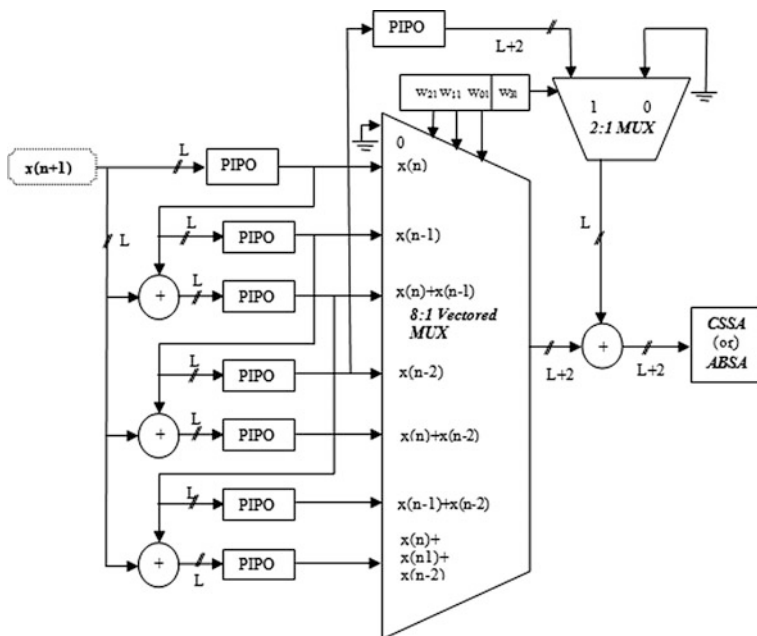 PIPO
L+2
W21 W11 W01 W31
1 0
2:1 MUX
0
x(n+1)
L
PIPO
x(n)
L
L
PIPO
x(n-1)
L
+
L
PIPO
x(n)+x(n-1)
8:1 Vectored
MUX
L
PIPO
x(n-2)
L+2
+
L+2
CSSA
(or)
ABSA
+
L
PIPO
x(n)+x(n-2)
L
PIPO
x(n-1)+x(n-2)
+
L
PIPO
x(n)+
x(n1)+
x(n-2)